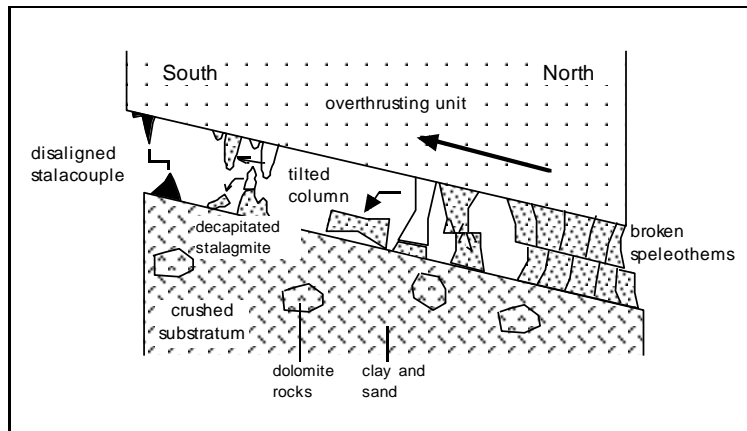 South
North
overthrusting unit
disaligned
stalacouple
tilted
column
decapitated
stalagmite
broken
speleothems
crushed
substratum
dolomite
rocks
clay and
sand